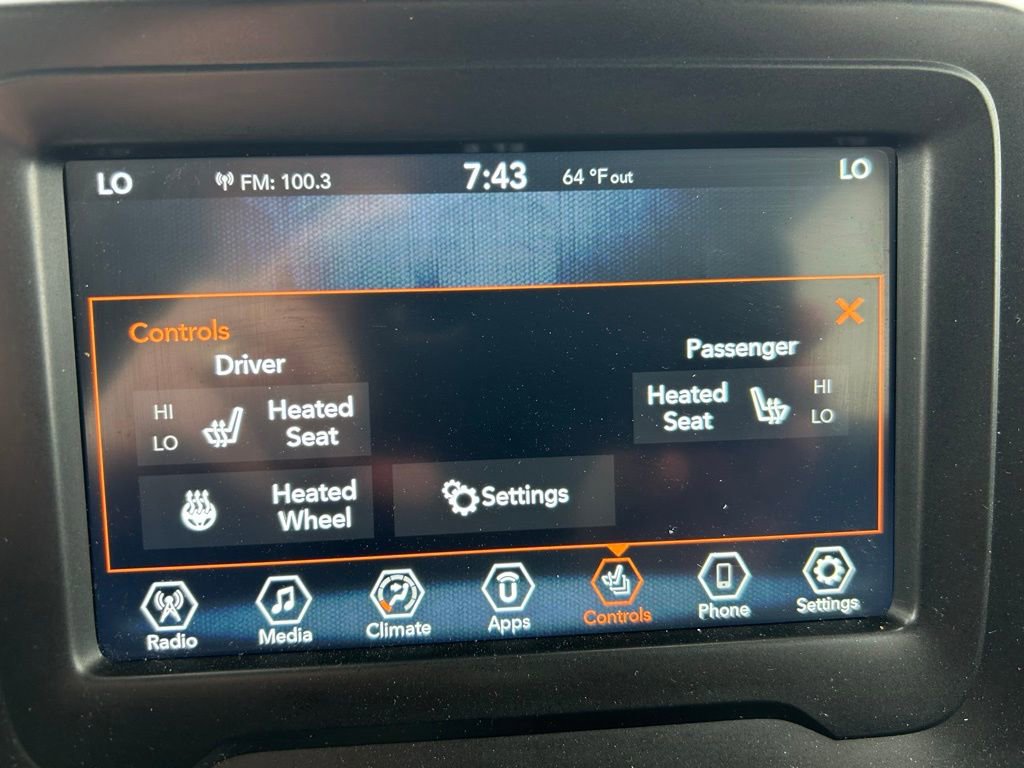 LO FM: 100.3 7:43 64 °F out LO
Controls
Driver
Passenger
HI
LO
Heated
Seat
Heated
Seat
HI
LO
Heated
Wheel
Settings
Radio
Media
Climate
Apps
Controls
Phone
Settings